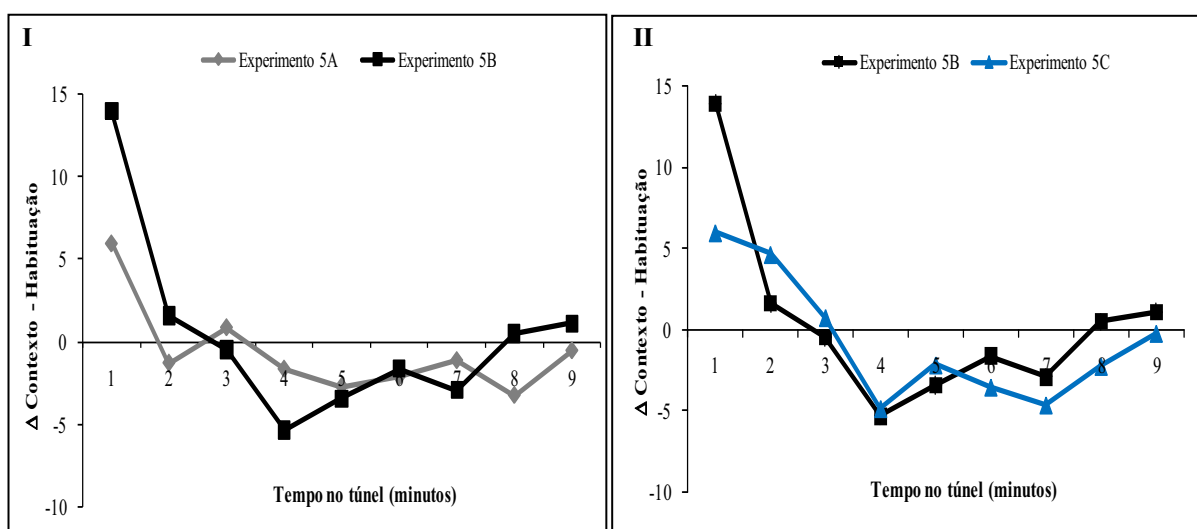 I
Experimento 5A Experimento 5B
15
10
5
0
-5
-10
1 2 3 4 5 6 7 8 9
Δ Contexto - Habituação
Tempo no túnel (minutos)
II
Experimento 5B Experimento 5C
15
10
5
0
-5
-10
1 2 3 4 5 6 7 8 9
Δ Contexto - Habituação
Tempo no túnel (minutos)